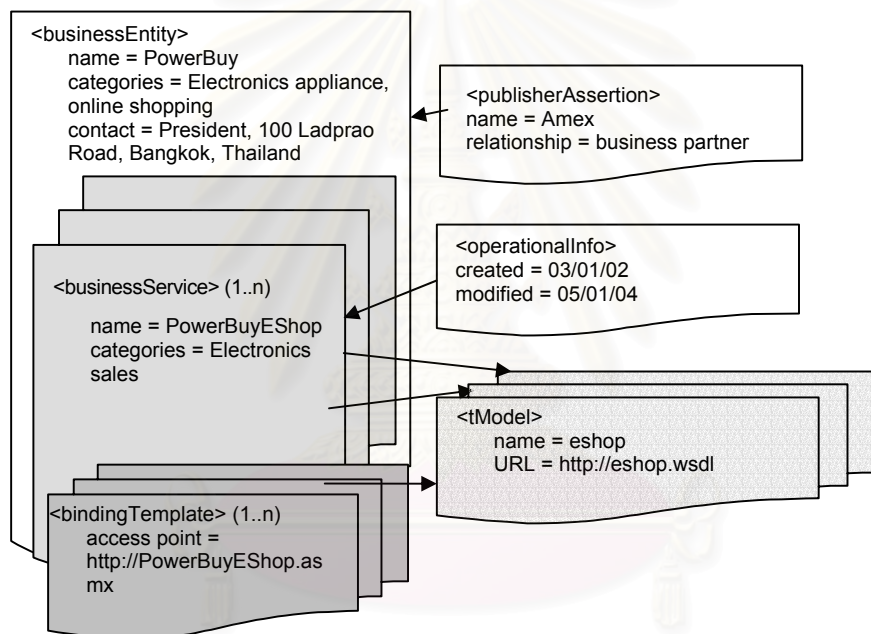 <businessEntity>
name = PowerBuy
categories = Electronics appliance,
online shopping
contact = President, 100 Ladprao
Road, Bangkok, Thailand
<publisherAssertion>
name = Amex
relationship = business partner
<operationalInfo>
created = 03/01/02
modified = 05/01/04
<businessService> (1..n)
name = PowerBuyEShop
categories = Electronics
sales
<tModel>
name = eshop
URL = http://eshop.wsdl
<bindingTemplate> (1..n)
access point =
http://PowerBuyEShop.as
mx